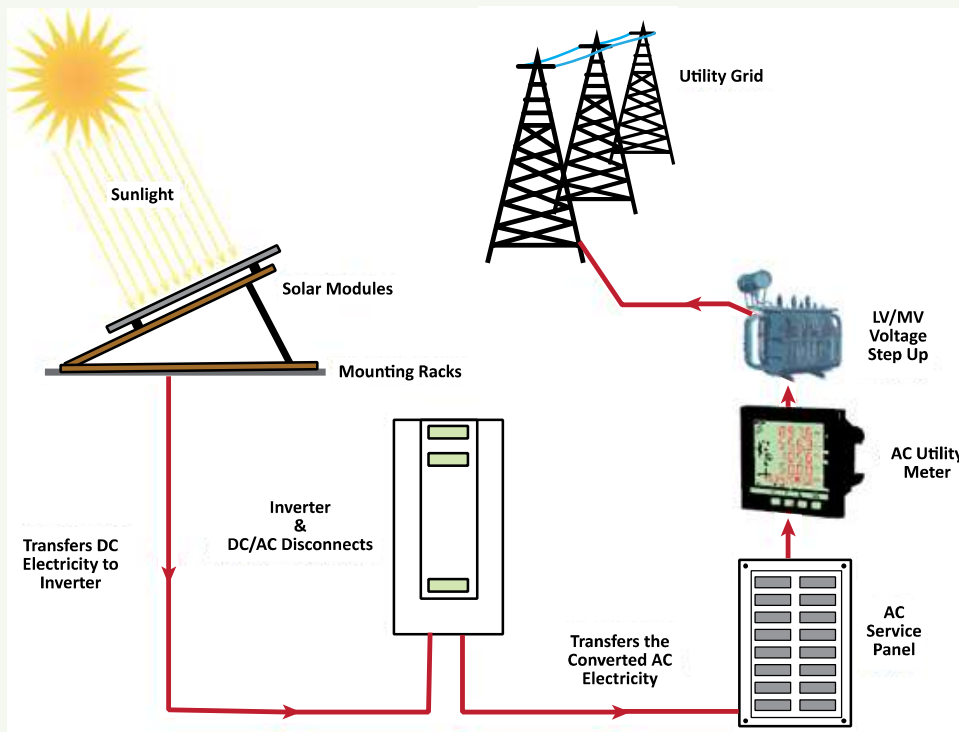 Utility Grid
Sunlight
Solar Modules
Mounting Racks
LV/MV
Voltage
Step Up
AC Utility
Meter
Inverter
&
DC/AC Disconnects
Transfers DC
Electricity to
Inverter
Transfers the
Converted AC
Electricity
AC
Service
Panel